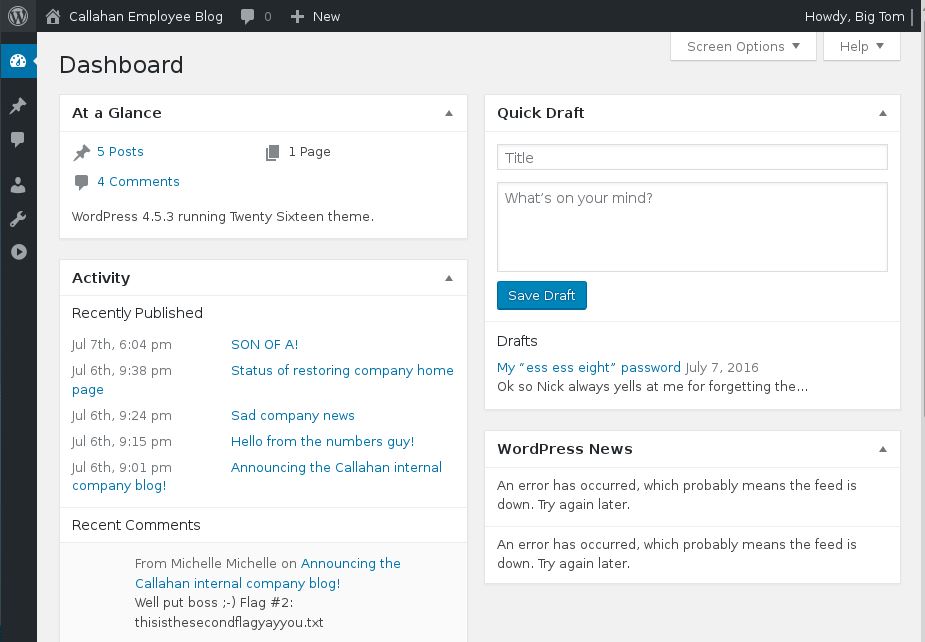 Callahan Employee Blog 0 New Howdy, Big Tom
Screen Options Help
Dashboard
At a Glance
5 Posts 1 Page
4 Comments
WordPress 4.5.3 running Twenty Sixteen theme.
Activity
Recently Published
Jul 7th, 6:04 pm SON OF A!
Jul 6th, 9:38 pm Status of restoring company home
page
Jul 6th, 9:24 pm Sad company news
Jul 6th, 9:15 pm Hello from the numbers guy!
Jul 6th, 9:01 pm Announcing the Callahan internal
company blog!
Recent Comments
From Michelle Michelle on Announcing the
Callahan internal company blog!
Well put boss ;-) Flag #2:
thisisthesecondflagyayyou.txt
Quick Draft
Title
What's on your mind?
Save Draft
Drafts
My “ess ess eight” password July 7, 2016
Ok so Nick always yells at me for forgetting the…
WordPress News
An error has occurred, which probably means the feed is
down. Try again later.
An error has occurred, which probably means the feed is
down. Try again later.